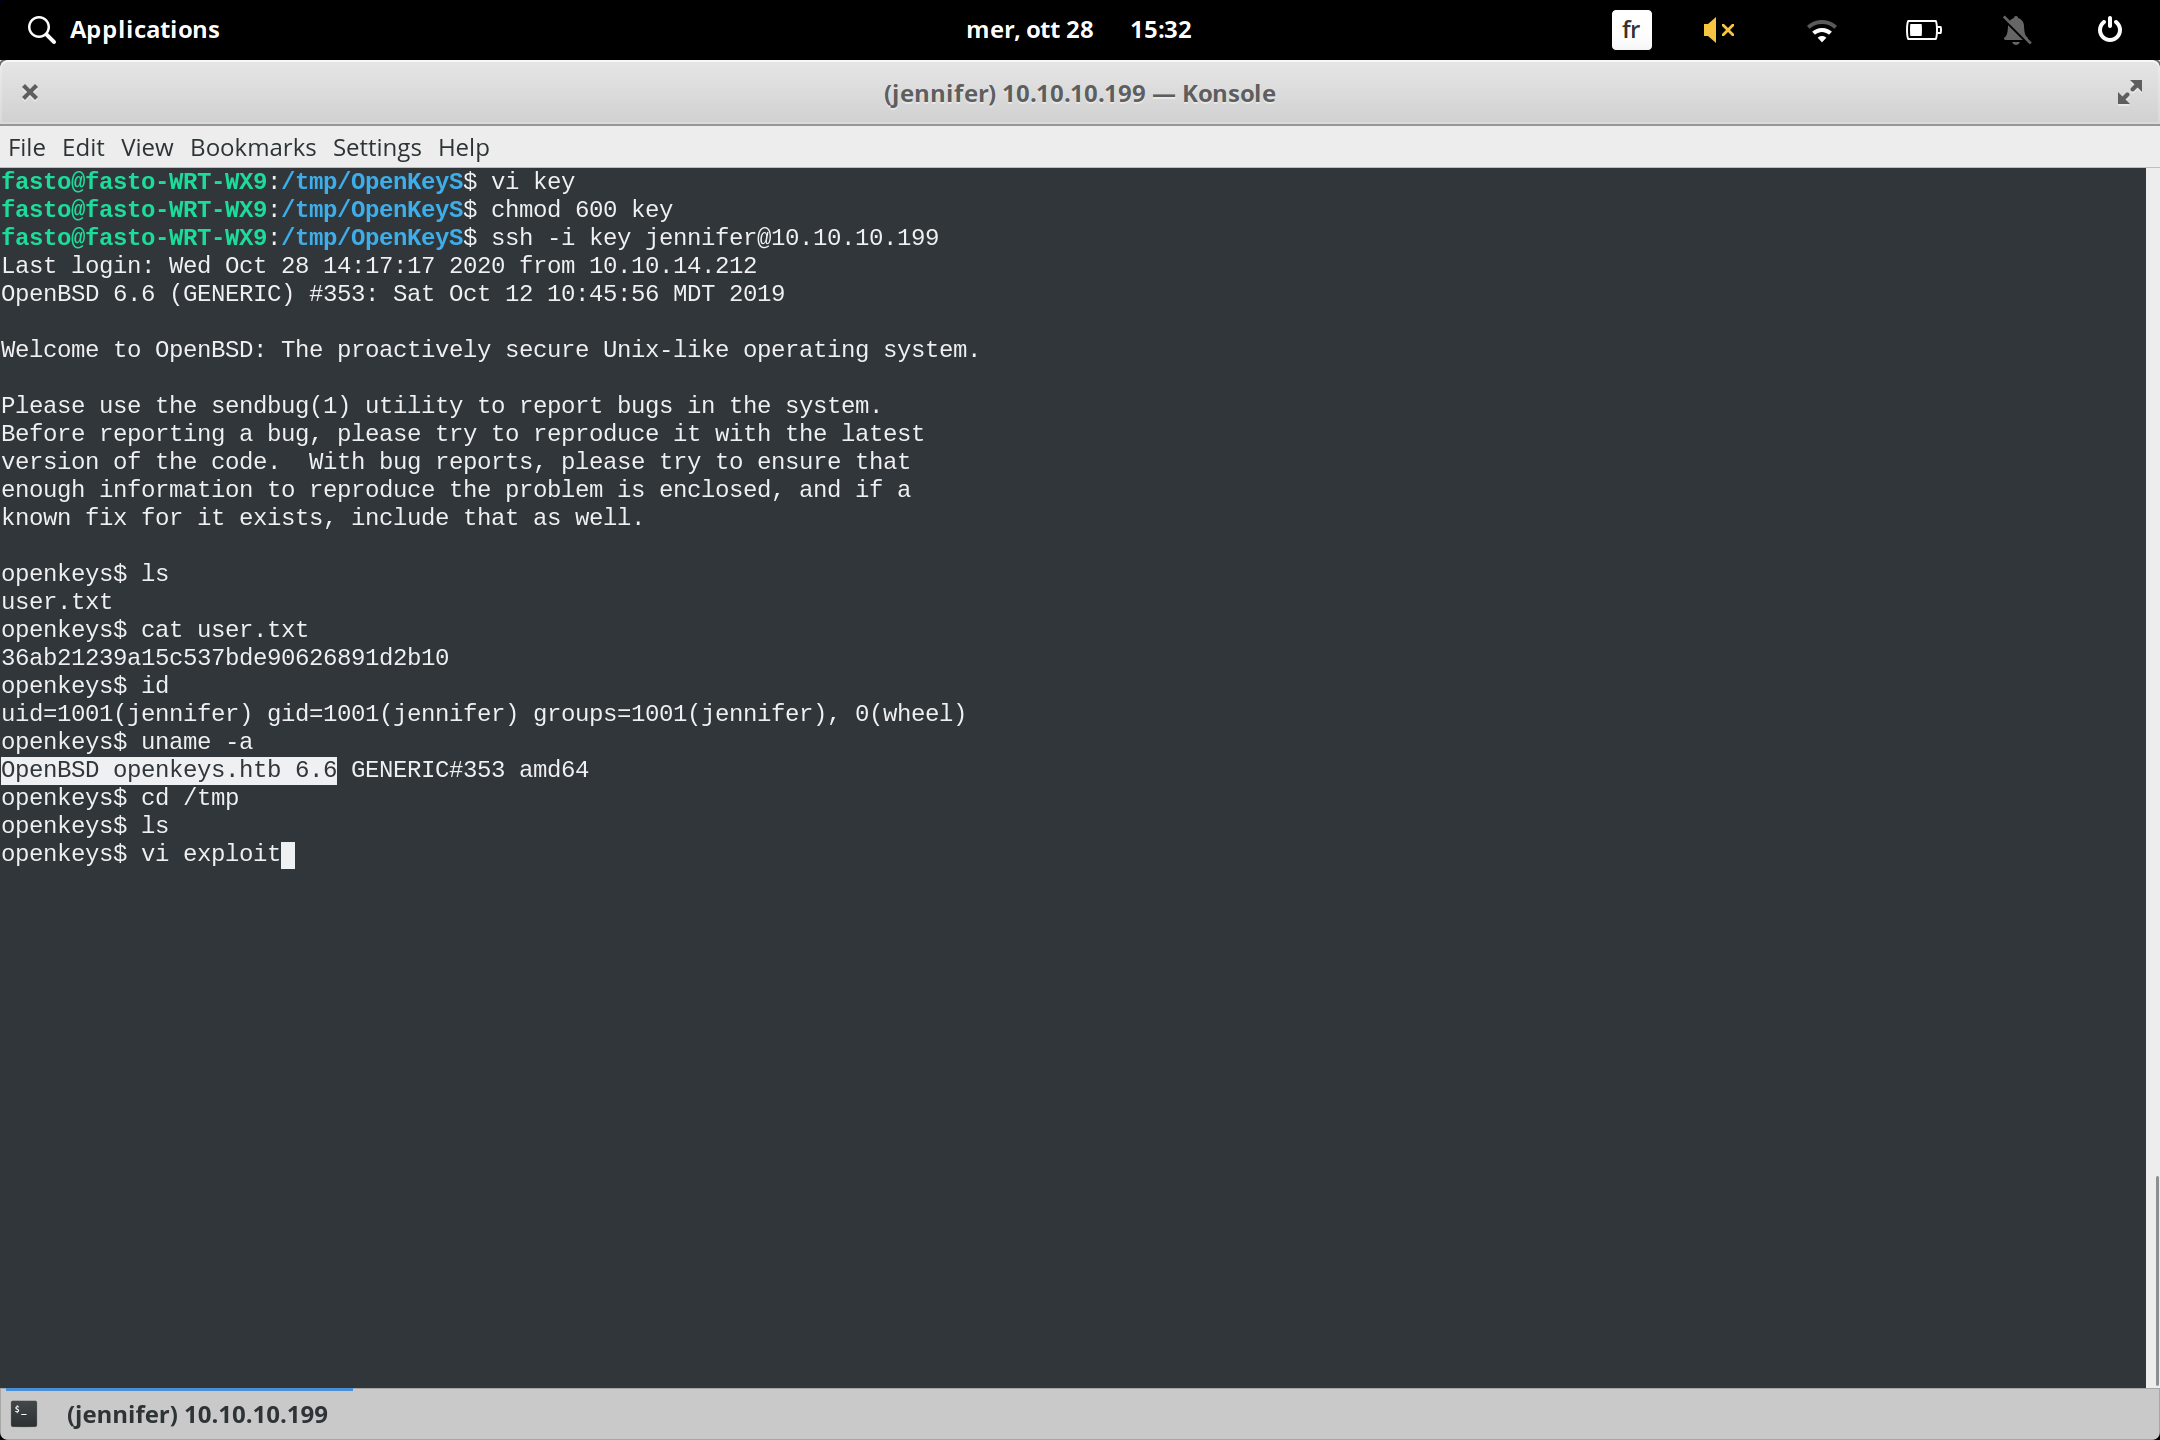 Applications
mer, ott 28 15:32
fr
(jennifer) 10.10.10.199 — Konsole
File Edit View Bookmarks Settings Help
fasto@fasto-WRT-WX9:/tmp/OpenKeyS$ vi key
fasto@fasto-WRT-WX9:/tmp/OpenKeyS$ chmod 600 key
fasto@fasto-WRT-WX9:/tmp/OpenKeyS$ ssh -i key jennifer@10.10.10.199
Last login: Wed Oct 28 14:17:17 2020 from 10.10.14.212
OpenBSD 6.6 (GENERIC) #353: Sat Oct 12 10:45:56 MDT 2019
Welcome to OpenBSD: The proactively secure Unix-like operating system.
Please use the sendbug(1) utility to report bugs in the system.
Before reporting a bug, please try to reproduce it with the latest
version of the code.  With bug reports, please try to ensure that
enough information to reproduce the problem is enclosed, and if a
known fix for it exists, include that as well.
openkeys$ ls
user.txt
openkeys$ cat user.txt
36ab21239a15c537bde90626891d2b10
openkeys$ id
uid=1001(jennifer) gid=1001(jennifer) groups=1001(jennifer), 0(wheel)
openkeys$ uname -a
OpenBSD openkeys.htb 6.6 GENERIC#353 amd64
openkeys$ cd /tmp
openkeys$ ls
openkeys$ vi exploit
(jennifer) 10.10.10.199